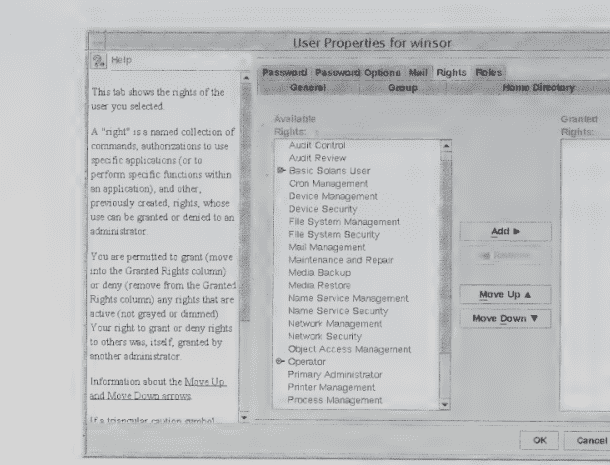 User Properties for winsor
Help
This tab shows the rights of the
user you selected.
A "right" is a named collection of
commands, authorizations to use
specific applications (or to
perform specific functions within
an application), and other,
previously created, rights, whose
use can be granted or denied to an
administrator.
You are permitted to grant (move
into the Granted Rights column)
or deny (remove from the Granted
Rights column) any rights that are
active (not grayed or dimmed)
Your right to grant or deny rights
to others was, itself, granted by
another administrator.
Information about the Move Up
and Move Down arrows
If a triangular caution symbol
Password Password Options Mail Rights Roles
General Group Home Directory
Available
Rights:
Audit Control
Audit Review
Basic Solaris User
Cron Management
Device Management
Device Security
File System Management
File System Security
Mail Management
Maintenance and Repair
Media Backup
Media Restore
Name Service Management
Name Service Security
Network Management
Network Security
Object Access Management
Operator
Primary Administrator
Printer Management
Process Management
Add
Remove
Move Up
Move Down
Granted
Rights:
OK Cancel